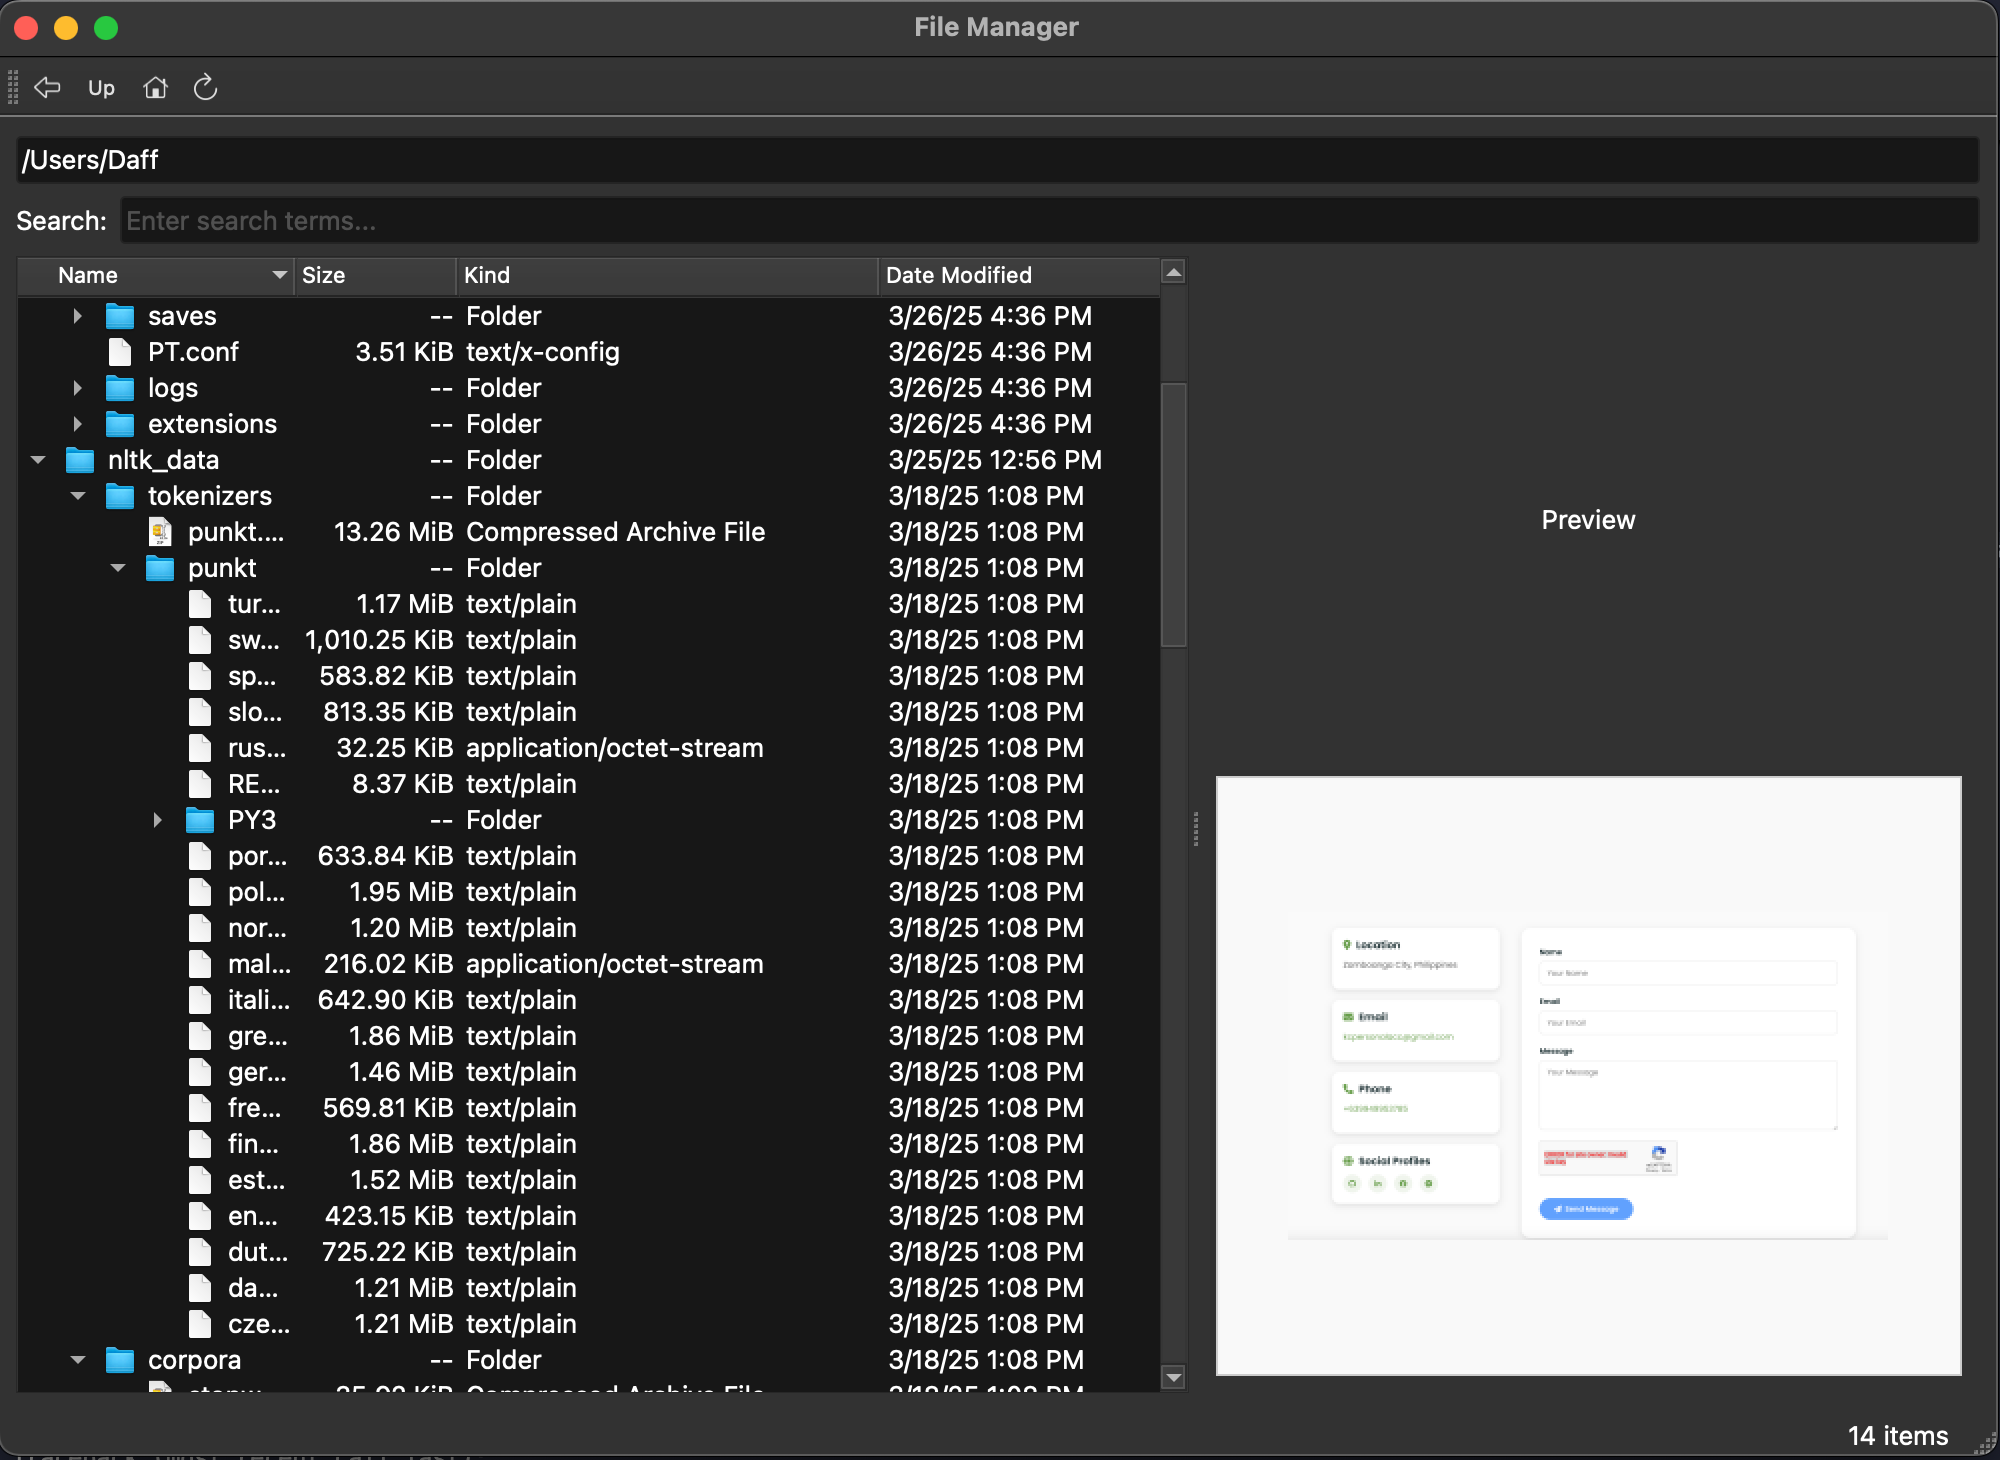 File Manager
Up
/Users/Daff
Search: Enter search terms...
Name Size Kind Date Modified
saves -- Folder 3/26/25 4:36 PM
PT.conf 3.51 KiB text/x-config 3/26/25 4:36 PM
logs -- Folder 3/26/25 4:36 PM
extensions -- Folder 3/26/25 4:36 PM
nltk_data -- Folder 3/25/25 12:56 PM
tokenizers -- Folder 3/18/25 1:08 PM
punkt.... 13.26 MiB Compressed Archive File 3/18/25 1:08 PM
punkt -- Folder 3/18/25 1:08 PM
tur... 1.17 MiB text/plain 3/18/25 1:08 PM
sw... 1,010.25 KiB text/plain 3/18/25 1:08 PM
sp... 583.82 KiB text/plain 3/18/25 1:08 PM
slo... 813.35 KiB text/plain 3/18/25 1:08 PM
rus... 32.25 KiB application/octet-stream 3/18/25 1:08 PM
RE... 8.37 KiB text/plain 3/18/25 1:08 PM
PY3 -- Folder 3/18/25 1:08 PM
por... 633.84 KiB text/plain 3/18/25 1:08 PM
pol... 1.95 MiB text/plain 3/18/25 1:08 PM
nor... 1.20 MiB text/plain 3/18/25 1:08 PM
mal... 216.02 KiB application/octet-stream 3/18/25 1:08 PM
itali... 642.90 KiB text/plain 3/18/25 1:08 PM
gre... 1.86 MiB text/plain 3/18/25 1:08 PM
ger... 1.46 MiB text/plain 3/18/25 1:08 PM
fre... 569.81 KiB text/plain 3/18/25 1:08 PM
fin... 1.86 MiB text/plain 3/18/25 1:08 PM
est... 1.52 MiB text/plain 3/18/25 1:08 PM
en... 423.15 KiB text/plain 3/18/25 1:08 PM
dut... 725.22 KiB text/plain 3/18/25 1:08 PM
da... 1.21 MiB text/plain 3/18/25 1:08 PM
cze... 1.21 MiB text/plain 3/18/25 1:08 PM
corpora -- Folder 3/18/25 1:08 PM
Compressed Archive File
Preview
Location
Zamboanga City, Philippines
Email
Phone
Social Profiles
Name
Your Name
Email
Your Email
Message
Your Message
Send Message
14 items